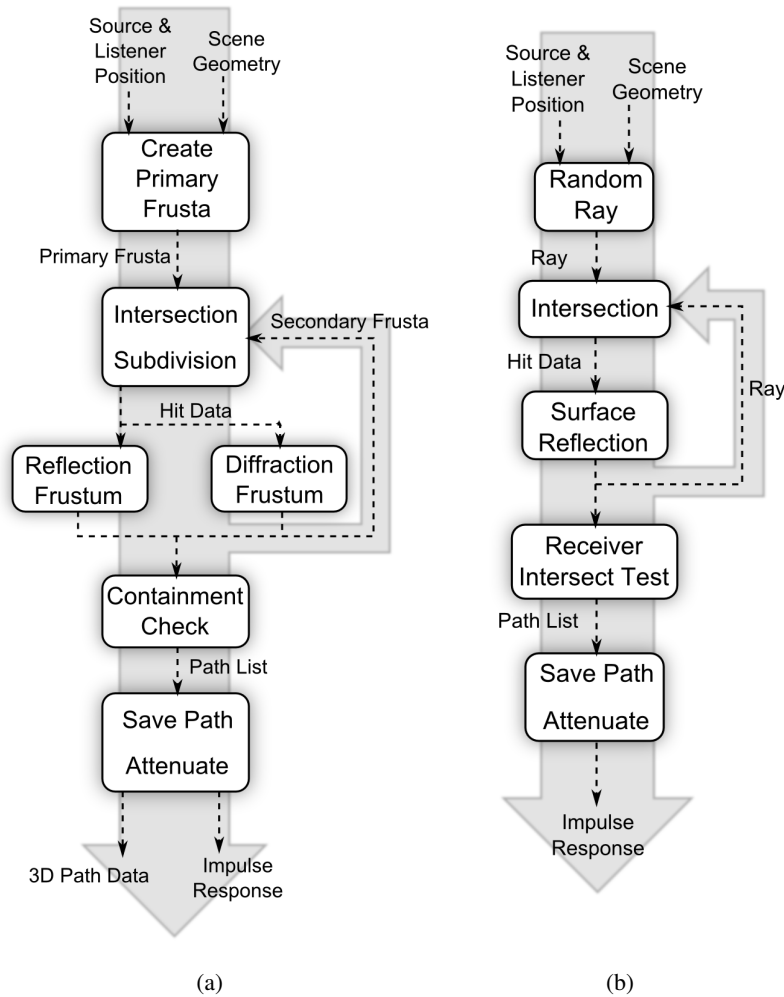 Source &
Listener
Position
Scene
Geometry
Create
Primary
Frusta
Primary Frusta
Intersection
Subdivision
Secondary Frusta
Hit Data
Reflection
Frustum
Diffraction
Frustum
Containment
Check
Path List
Save Path
Attenuate
3D Path Data
Impulse
Response
(a)
Source &
Listener
Position
Scene
Geometry
Random
Ray
Ray
Intersection
Hit Data
Ray
Surface
Reflection
Receiver
Intersect Test
Path List
Save Path
Attenuate
Impulse
Response
(b)